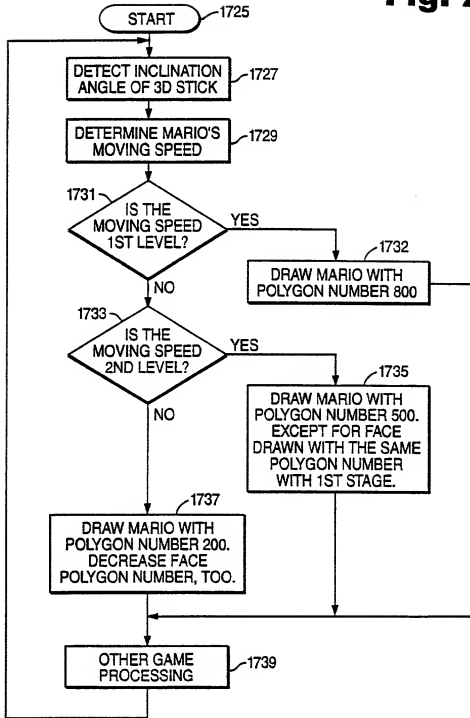 Fig.
START
1725
DETECT INCLINATION
ANGLE OF 3D STICK
1727
DETERMINE MARIO'S
MOVING SPEED
1729
1731
IS THE
MOVING SPEED
1ST LEVEL?
YES
NO
1732
DRAW MARIO WITH
POLYGON NUMBER 800
1733
IS THE
MOVING SPEED
2ND LEVEL?
YES
NO
1735
DRAW MARIO WITH
POLYGON NUMBER 500.
EXCEPT FOR FACE
DRAWN WITH THE SAME
POLYGON NUMBER
WITH 1ST STAGE.
1737
DRAW MARIO WITH
POLYGON NUMBER 200.
DECREASE FACE
POLYGON NUMBER, TOO.
OTHER GAME
PROCESSING
1739